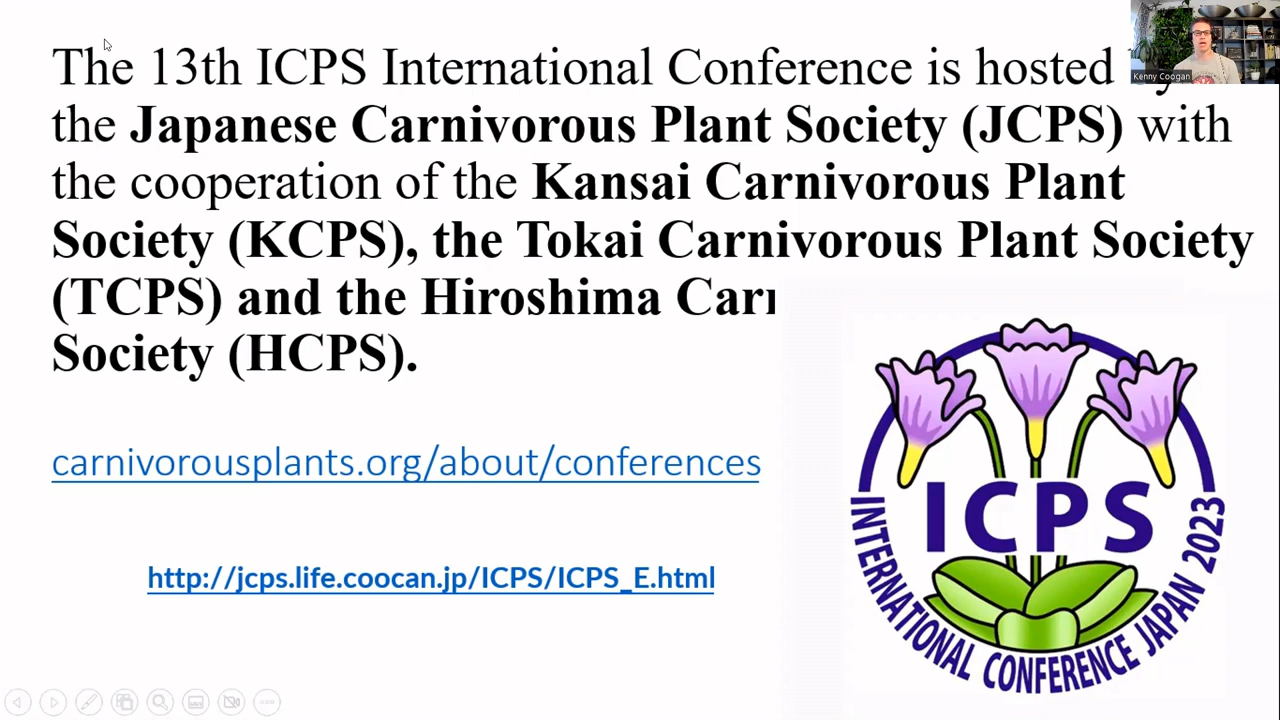 The 13th ICPS International Conference is hosted
the Japanese Carnivorous Plant Society (JCPS) with
the cooperation of the Kansai Carnivorous Plant
Society (KCPS), the Tokai Carnivorous Plant Society
(TCPS) and the Hiroshima
Society (HCPS).
carnivorousplants.org/about/conferences
http://jcps.life.coocan.jp/ICPS/ICPS_E.html
Kenny Coogan
ICPS
INTERNATIONAL CONFERENCE JAPAN 2023